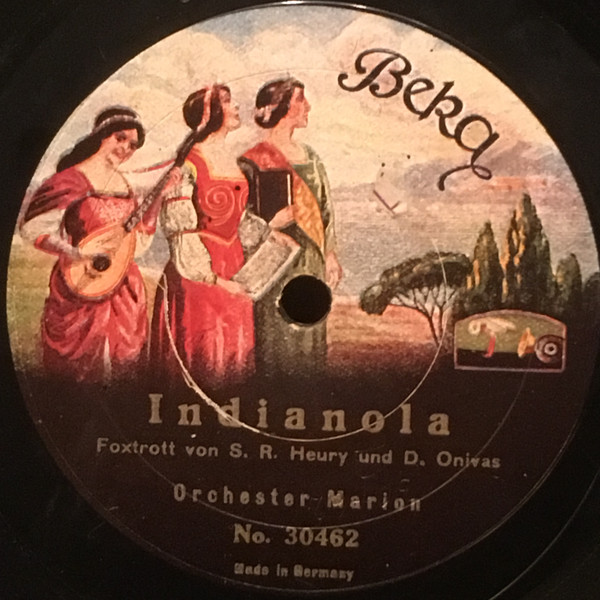 Beka
Indianola
Foxtrott von S. R. Heury und D. Onivas
Orchester Marion
No. 30462
Made in Germany